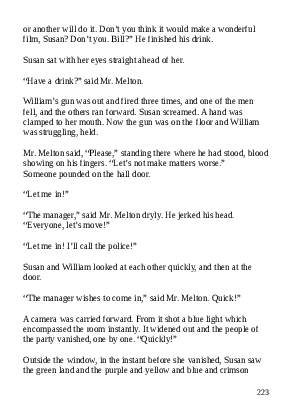 or another will do it. Don't you think it would make a wonderful
film, Susan? Don't you. Bill?" He finished his drink.
Susan sat with her eyes straight ahead of her.
"Have a drink?" said Mr. Melton.
William's gun was out and fired three times, and one of the men
fell, and the others ran forward. Susan screamed. A hand was
clamped to her mouth. Now the gun was on the floor and William
was struggling, held.
Mr. Melton said, "Please," standing there where he had stood, blood
showing on his fingers. "Let's not make matters worse."
Someone pounded on the hall door.
"Let me in!"
"The manager," said Mr. Melton dryly. He jerked his head.
"Everyone, let's move!"
"Let me in! I'll call the police!"
Susan and William looked at each other quickly, and then at the
door.
"The manager wishes to come in," said Mr. Melton. Quick!"
A camera was carried forward. From it shot a blue light which
encompassed the room instantly. It widened out and the people of
the party vanished, one by one. "Quickly!"
Outside the window, in the instant before she vanished, Susan saw
the green land and the purple and yellow and blue and crimson
223